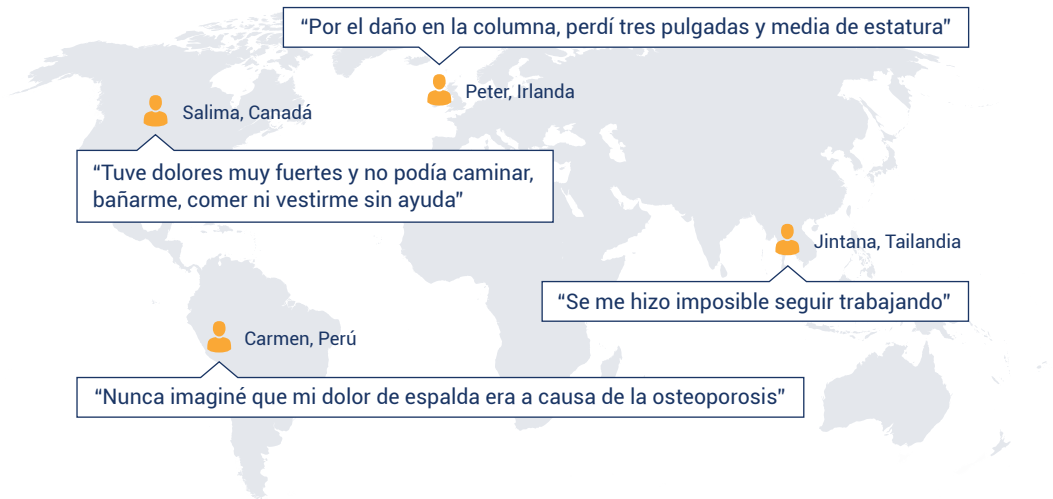 “Por el daño en la columna, perdí tres pulgadas y media de estatura”
Peter, Irlanda
Salima, Canadá
“Tuve dolores muy fuertes y no podía caminar,
bañarme, comer ni vestirme sin ayuda”
Jintana, Tailandia
“Se me hizo imposible seguir trabajando”
Carmen, Perú
“Nunca imaginé que mi dolor de espalda era a causa de la osteoporosis”